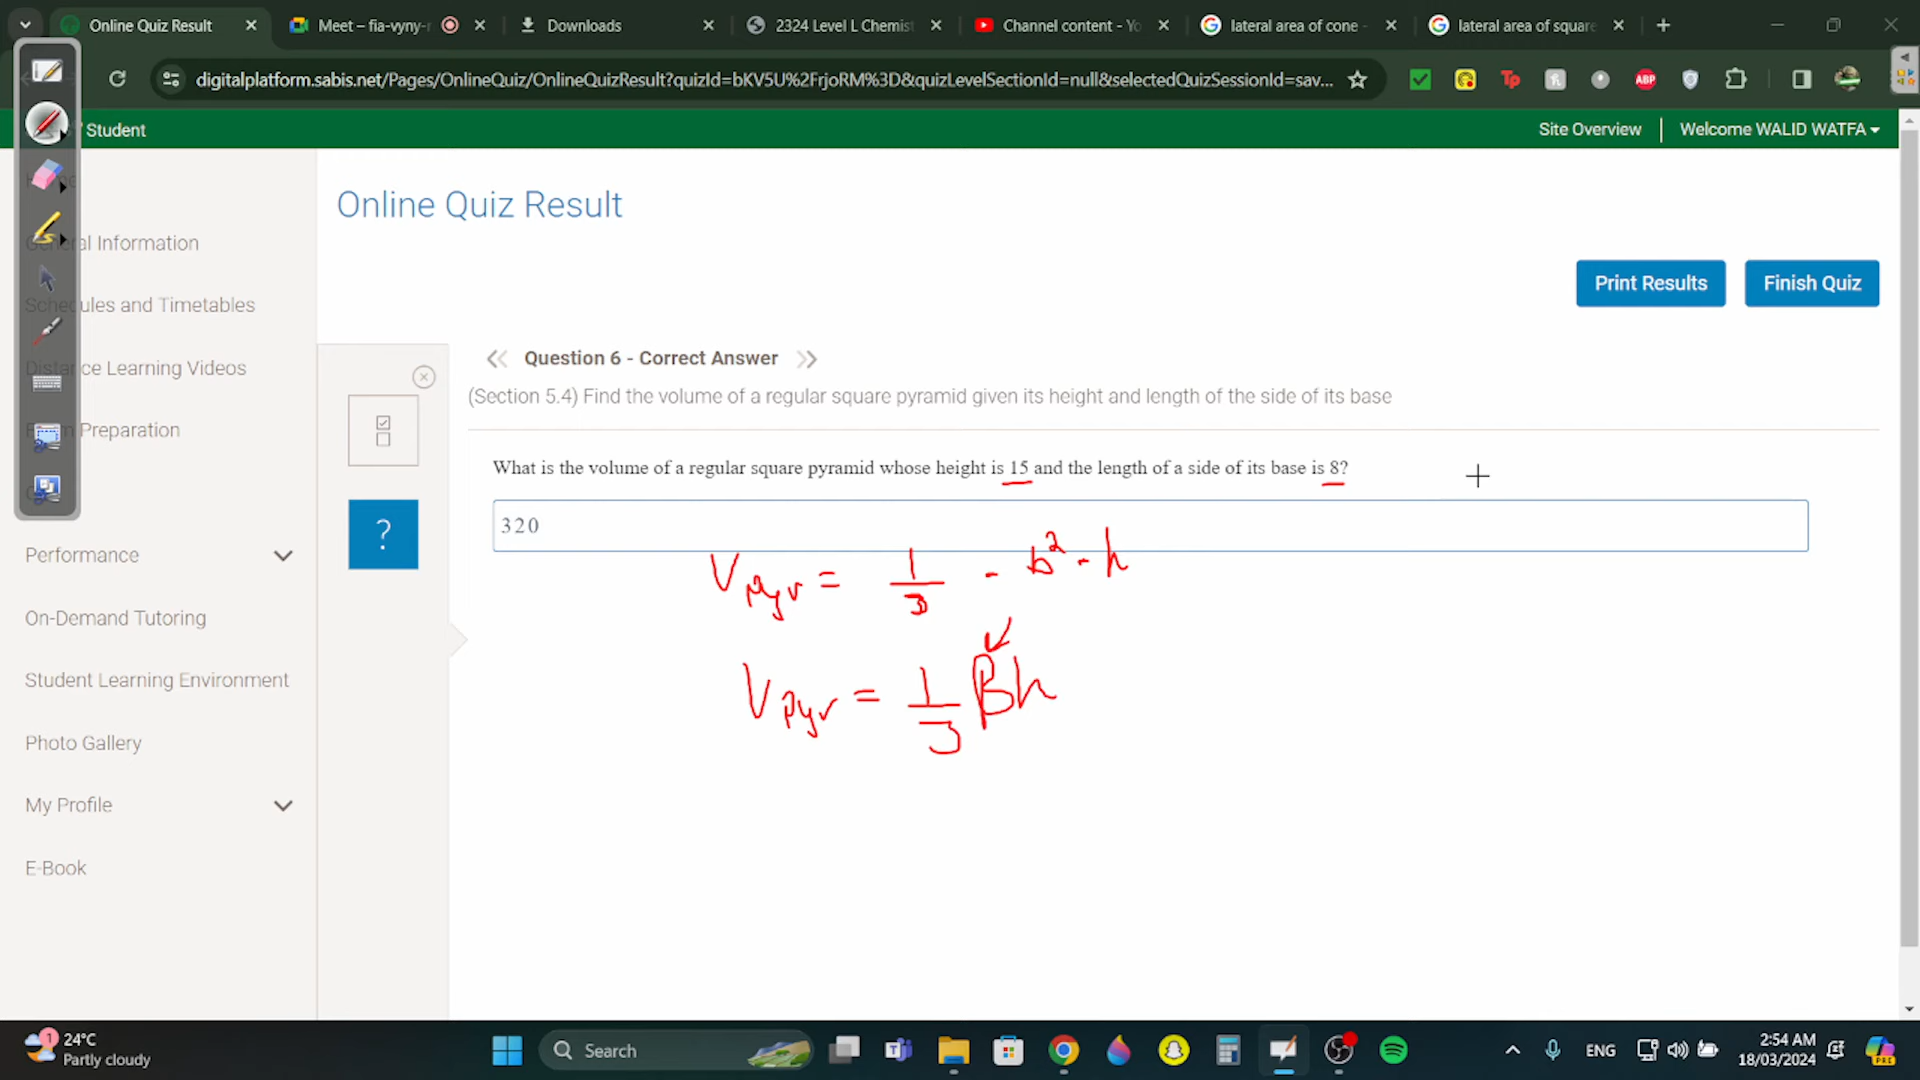 Online Quiz Result
Meet – fia-vyny-r
Downloads
2324 Level L Chemist
Channel content - Yo
lateral area of cone -
lateral area of square
digitalplatform.sabis.net/Pages/OnlineQuiz/OnlineQuizResult?quizId=bKV5U%2FrjoRM%3D&quizLevelSectionId=null&selectedQuizSessionId=sav...
Student
Site Overview
Welcome WALID WATFA
General Information
Schedules and Timetables
ce Learning Videos
Preparation
Performance
On-Demand Tutoring
Student Learning Environment
Photo Gallery
My Profile
E-Book
Online Quiz Result
Print Results
Finish Quiz
Question 6 - Correct Answer
(Section 5.4) Find the volume of a regular square pyramid given its height and length of the side of its base
What is the volume of a regular square pyramid whose height is 15 and the length of a side of its base is 8?
320
?
V pyr = 1/3 - b² - h
V pyr = 1/3 Bh
1
24°C
Partly cloudy
Search
ENG
2:54 AM
18/03/2024